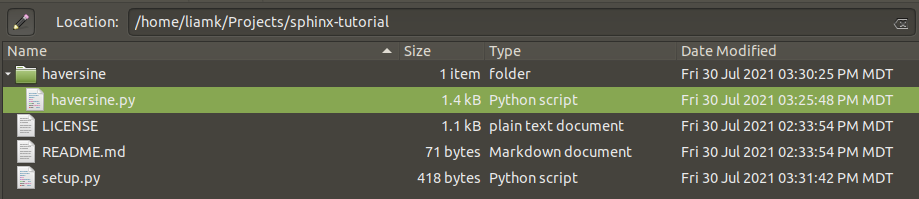 Location: /home/liamk/Projects/sphinx-tutorial
Name Size Type Date Modified
haversine 1 item folder Fri 30 Jul 2021 03:30:25 PM MDT
haversine.py 1.4 kB Python script Fri 30 Jul 2021 03:25:48 PM MDT
LICENSE 1.1 kB plain text document Fri 30 Jul 2021 02:33:54 PM MDT
README.md 71 bytes Markdown document Fri 30 Jul 2021 02:33:54 PM MDT
setup.py 418 bytes Python script Fri 30 Jul 2021 03:31:42 PM MDT